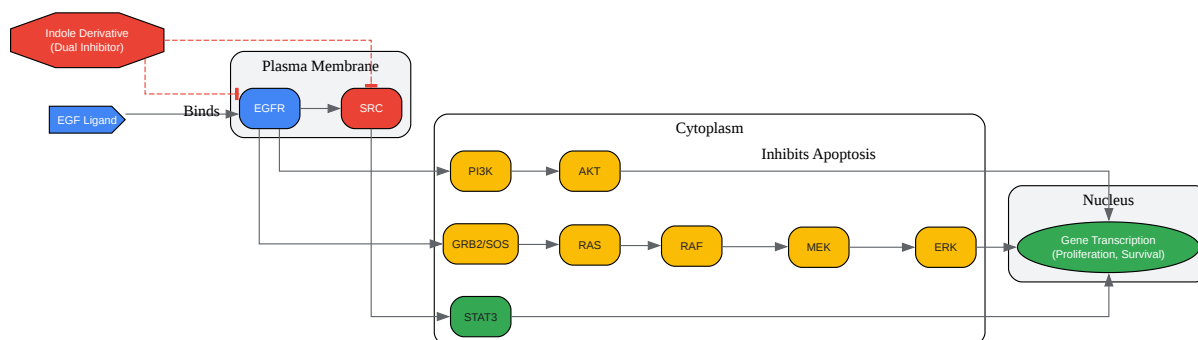 Indole Derivative
(Dual Inhibitor)
Plasma Membrane
EGF Ligand
Binds
EGFR
SRC
Cytoplasm
PI3K
AKT
Inhibits Apoptosis
GRB2/SOS
RAS
RAF
MEK
ERK
STAT3
Nucleus
Gene Transcription
(Proliferation, Survival)